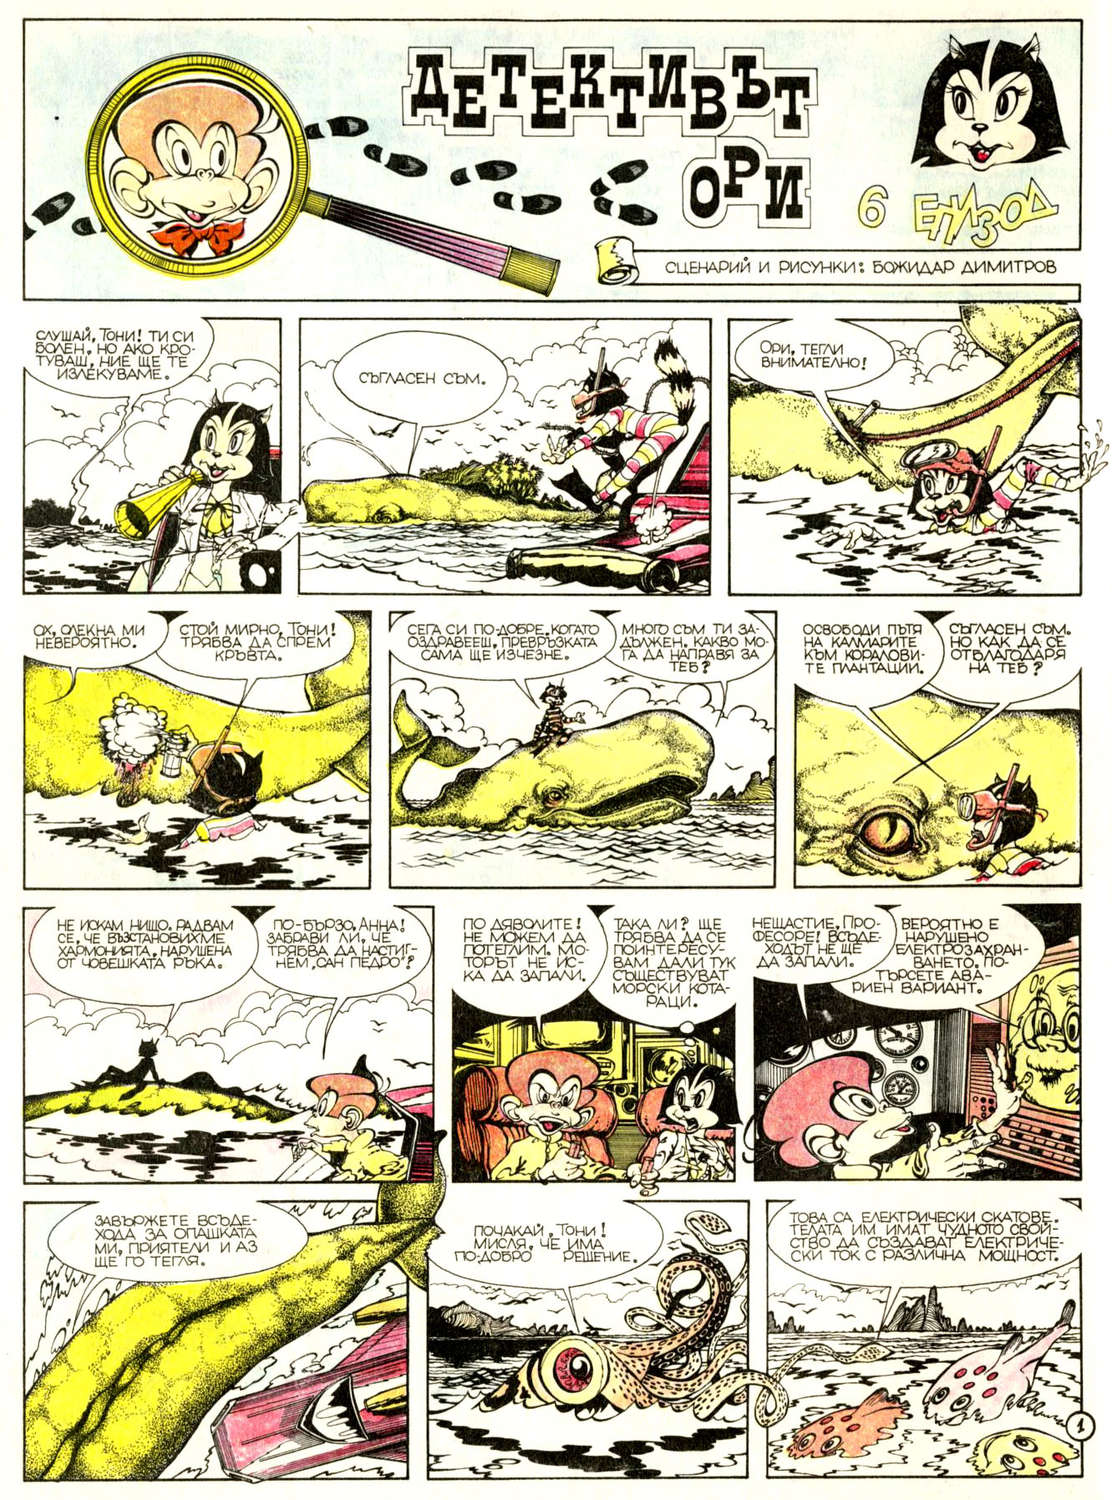 ДЕТЕКТИВЪТ
ОРИ
6 ЕПИЗОД
СЦЕНАРИЙ И РИСУНКИ: БОЖИДАР ДИМИТРОВ
СЛУШАЙ, ТОНИ! ТИ СИ
БОЛЕН, НО АКО КРО-
ТУВАШ, НИЕ ЩЕ ТЕ
ИЗЛЕКУВАМЕ.
СЪГЛАСЕН СЪМ.
ОРИ, ТЕГЛИ
ВНИМАТЕЛНО!
ОХ, ОЛЕКНА МИ
НЕВЕРОЯТНО.
СТОЙ МИРНО, ТОНИ!
ТРЯБВА ДА СПРЕМ
КРЪВТА.
СЕГА СИ ПО-ДОБРЕ. КОГАТО
ОЗДРАВЕЕШ, ПРЕВРЪЗКАТА
САМА ЩЕ ИЗЧЕЗНЕ.
МНОГО СЪМ ТИ ЗА-
ДЪЛЖЕН. КАКВО МО-
ГА ДА НАПРАВЯ ЗА
ТЕБ?
ОСВОБОДИ ПЪТЯ
НА КАЛМАРИТЕ
КЪМ КОРАЛОВИ-
ТЕ ПЛАНТАЦИИ.
СЪГЛАСЕН СЪМ.
НО КАК ДА СЕ
ОТБЛАГОДАРЯ
НА ТЕБ?
НЕ ИСКАМ НИЩО. РАДВАМ
СЕ, ЧЕ ВЪЗСТАНОВИХМЕ
ХАРМОНИЯТА, НАРУШЕНА
ОТ ЧОВЕШКАТА РЪКА.
ПО-БЪРЗО, АННА!
ЗАБРАВИ ЛИ, ЧЕ
ТРЯБВА ДА НАСТИГ-
НЕМ „САН ПЕДРО"?
ПО ДЯВОЛИТЕ!
НЕ МОЖЕМ ДА
ПОТЕГЛИМ. МО-
ТОРЪТ НЕ ИС-
КА ДА ЗАПАЛИ.
ТАКА ЛИ? ЩЕ
ТРЯБВА ДА СЕ
ПОИНТЕРЕСУ-
ВАМ ДАЛИ ТУК
СЪЩЕСТВУВАТ
МОРСКИ КОТА-
РАЦИ.
НЕЩАСТИЕ, ПРО-
ФЕСОРЕ! ВСЪДЕ-
ХОДЪТ НЕ ЩЕ
ДА ЗАПАЛИ.
ВЕРОЯТНО Е
НАРУШЕНО
ЕЛЕКТРОЗАХРАН-
ВАНЕТО. ПО-
ТЪРСЕТЕ АВА-
РИЕН ВАРИАНТ.
ЗАВЪРЖЕТЕ ВСЪДЕ-
ХОДА ЗА ОПАШКАТА
МИ, ПРИЯТЕЛИ И АЗ
ЩЕ ГО ТЕГЛЯ.
ПОЧАКАЙ, ТОНИ!
МИСЛЯ, ЧЕ ИМА
ПО-ДОБРО РЕШЕНИЕ.
ТОВА СА ЕЛЕКТРИЧЕСКИ СКАТОВЕ.
ТЕЛАТА ИМ ИМАТ ЧУДНОТО СВОЙ-
СТВО ДА СЪЗДАВАТ ЕЛЕКТРИЧЕ-
СКИ ТОК С РАЗЛИЧНА МОЩНОСТ.
1